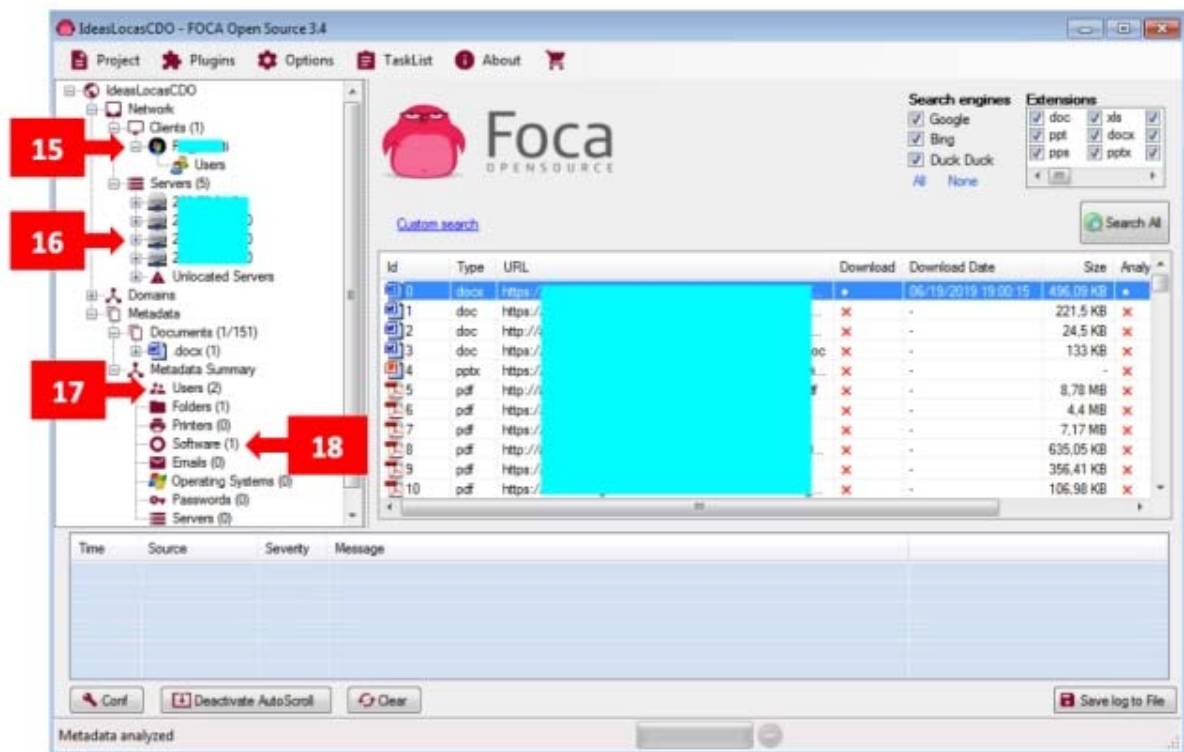 IdeasLocasCDO - FOCA Open Source 3.4
Project Plugins Options TaskList About
IdeasLocasCDO
Network
Clients (1)
15
Users
Servers (5)
16
Unlocated Servers
Domains
Metadata
Documents (1/151)
.docx (1)
Metadata Summary
17
Users (2)
Folders (1)
Printers (0)
Software (1)
18
Emails (0)
Operating Systems (0)
Passwords (0)
Servers (0)
Foca
OPENSOURCE
Search engines
Google
Bing
Duck Duck
All None
Extensions
doc xls
ppt docx
pps pptx
Custom search
Search All
Id Type URL Download Download Date Size Analy
0 docx https:/ ... • 06/19/2019 19:00:15 496,09 KB •
1 doc https:/ ... × - 221,5 KB ×
2 doc http:// ... × - 24,5 KB ×
3 doc https:/ oc × - 133 KB ×
4 pptx https:/ ... × - - ×
5 pdf http:// × - 8,78 MB ×
6 pdf https:/ × - 4,4 MB ×
7 pdf https:/ × - 7,17 MB ×
8 pdf http:// ... × - 635,05 KB ×
9 pdf https:/ × - 356,41 KB ×
10 pdf https:/ × - 106,98 KB ×
Time Source Severity Message
Conf Deactivate AutoScroll Clear Save log to File
Metadata analyzed